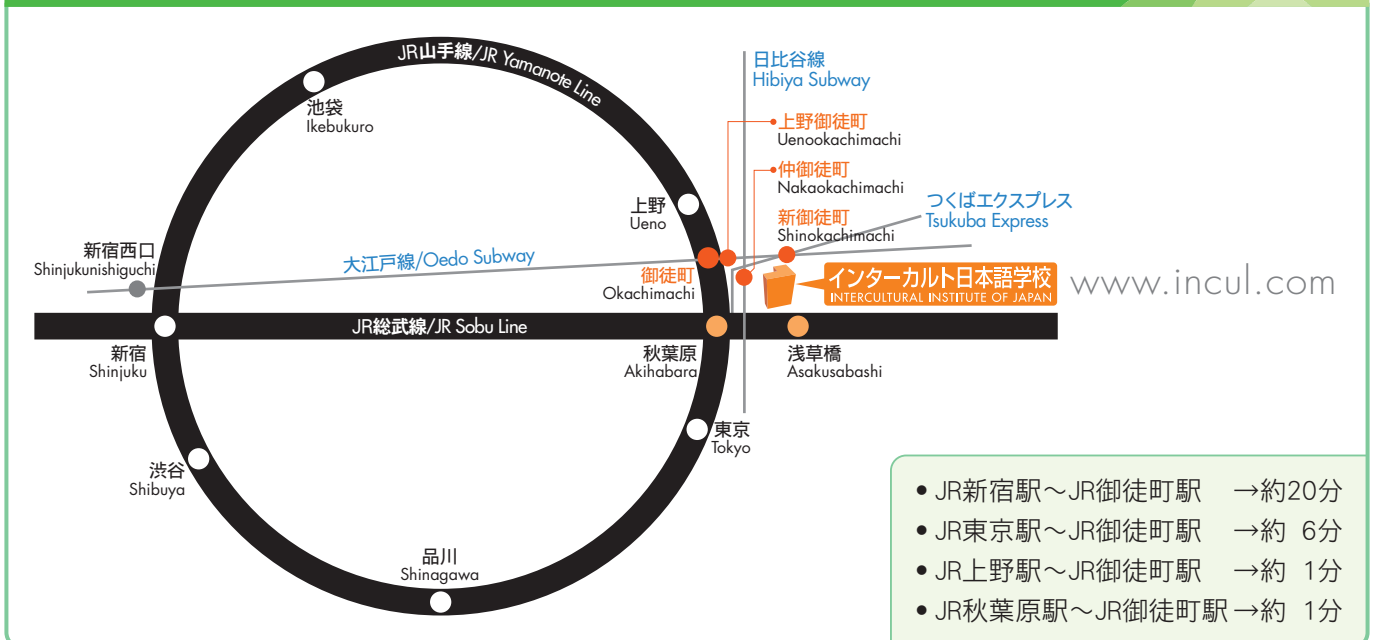 JR山手線/JR Yamanote Line
日比谷線
Hibiya Subway
池袋
Ikebukuro
上野御徒町
Uenookachimachi
仲御徒町
Nakaokachimachi
つくばエクスプレス
Tsukuba Express
上野
Ueno
新御徒町
Shinokachimachi
新宿西口
Shinjukunishiguchi
大江戸線/Oedo Subway
御徒町
Okachimachi
インターカルト日本語学校
INTERCULTURAL INSTITUTE OF JAPAN
www.incul.com
JR総武線/JR Sobu Line
新宿
Shinjuku
秋葉原
Akihabara
浅草橋
Asakusabashi
東京
Tokyo
渋谷
Shibuya
品川
Shinagawa
• JR新宿駅～JR御徒町駅 →約20分
• JR東京駅～JR御徒町駅 →約 6分
• JR上野駅～JR御徒町駅 →約 1分
• JR秋葉原駅～JR御徒町駅→約 1分